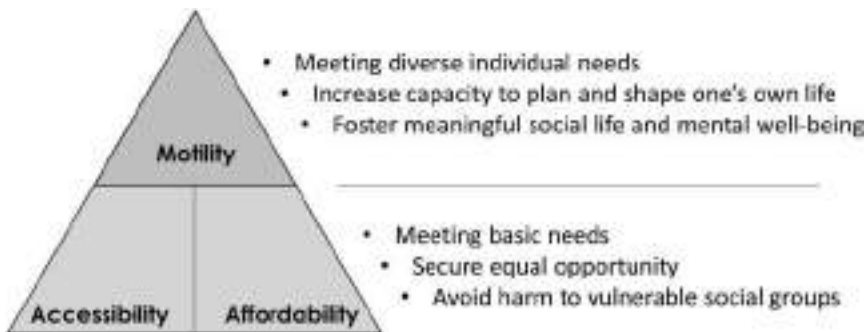 • Meeting diverse individual needs
• Increase capacity to plan and shape one's own life
• Foster meaningful social life and mental well-being
Motility
• Meeting basic needs
• Secure equal opportunity
• Avoid harm to vulnerable social groups
Accessibility
Affordability